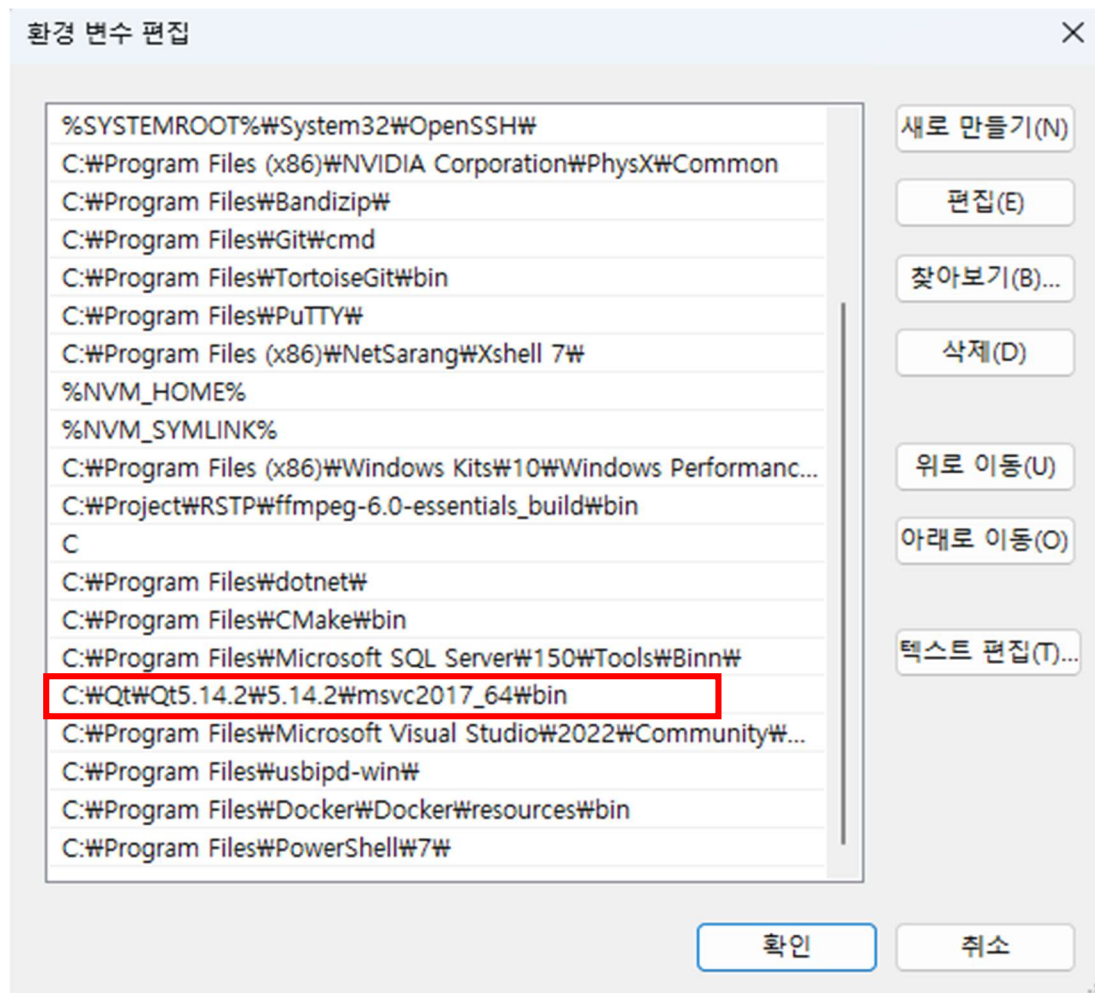 환경 변수 편집
%SYSTEMROOT%₩System32₩OpenSSH₩
C:₩Program Files (x86)₩NVIDIA Corporation₩PhysX₩Common
C:₩Program Files₩Bandizip₩
C:₩Program Files₩Git₩cmd
C:₩Program Files₩TortoiseGit₩bin
C:₩Program Files₩PuTTY₩
C:₩Program Files (x86)₩NetSarang₩Xshell 7₩
%NVM_HOME%
%NVM_SYMLINK%
C:₩Program Files (x86)₩Windows Kits₩10₩Windows Performanc...
C:₩Project₩RSTP₩ffmpeg-6.0-essentials_build₩bin
C
C:₩Program Files₩dotnet₩
C:₩Program Files₩CMake₩bin
C:₩Program Files₩Microsoft SQL Server₩150₩Tools₩Binn₩
C:₩Qt₩Qt5.14.2₩5.14.2₩msvc2017_64₩bin
C:₩Program Files₩Microsoft Visual Studio₩2022₩Community₩...
C:₩Program Files₩usbipd-win₩
C:₩Program Files₩Docker₩Docker₩resources₩bin
C:₩Program Files₩PowerShell₩7₩
새로 만들기(N)
편집(E)
찾아보기(B)...
삭제(D)
위로 이동(U)
아래로 이동(O)
텍스트 편집(T)...
확인
취소